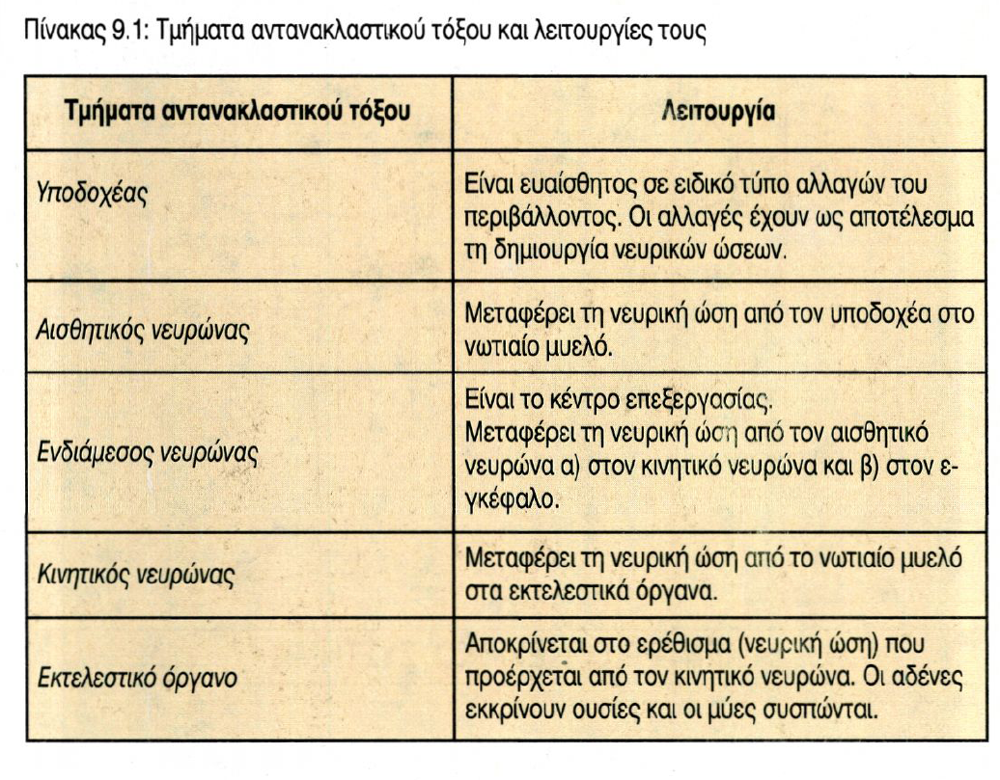 Πίνακας 9.1: Τμήματα αντανακλαστικού τόξου και λειτουργίες τους
Τμήματα αντανακλαστικού τόξου
Λειτουργία
Υποδοχέας
Είναι ευαίσθητος σε ειδικό τύπο αλλαγών του
περιβάλλοντος. Οι αλλαγές έχουν ως αποτέλεσμα
τη δημιουργία νευρικών ώσεων.
Αισθητικός νευρώνας
Μεταφέρει τη νευρική ώση από τον υποδοχέα στο
νωτιαίο μυελό.
Ενδιάμεσος νευρώνας
Είναι το κέντρο επεξεργασίας.
Μεταφέρει τη νευρική ώση από τον αισθητικό
νευρώνα α) στον κινητικό νευρώνα και β) στον ε-
γκέφαλο.
Κινητικός νευρώνας
Μεταφέρει τη νευρική ώση από το νωτιαίο μυελό
στα εκτελεστικά όργανα.
Εκτελεστικό όργανο
Αποκρίνεται στο ερέθισμα (νευρική ώση) που
προέρχεται από τον κινητικό νευρώνα. Οι αδένες
εκκρίνουν ουσίες και οι μύες συσπώνται.